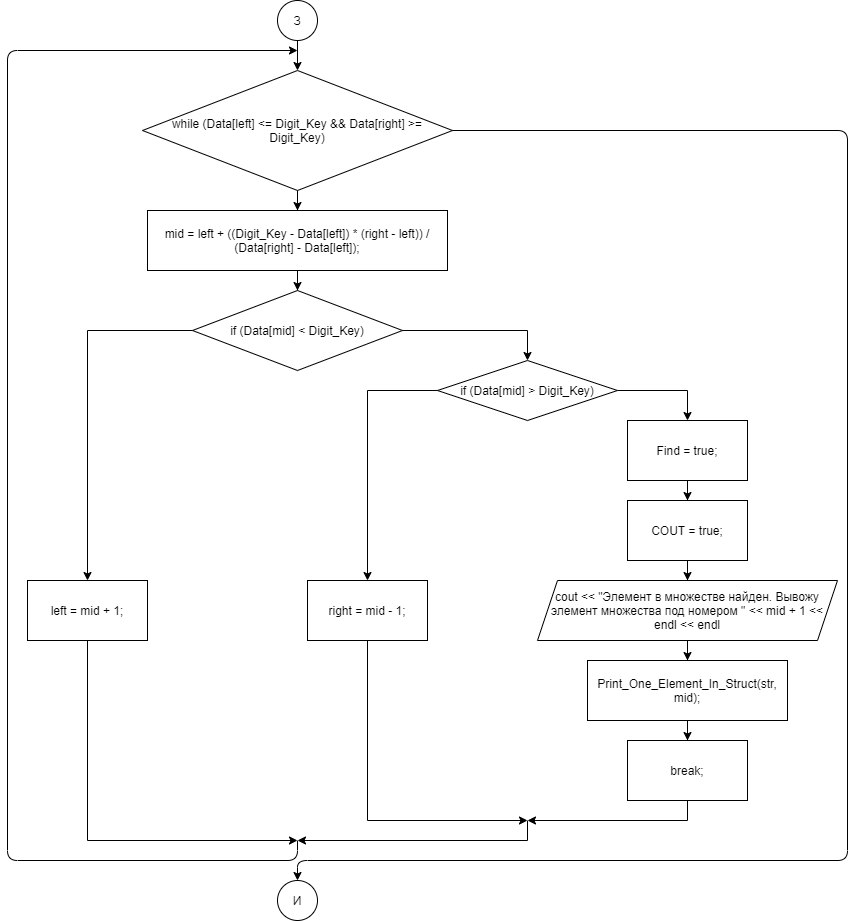 З
while (Data[left] <= Digit_Key && Data[right] >=
Digit_Key)
mid = left + ((Digit_Key - Data[left]) * (right - left)) /
(Data[right] - Data[left]);
if (Data[mid] < Digit_Key)
if (Data[mid] > Digit_Key)
Find = true;
COUT = true;
cout << "Элемент в множестве найден. Вывожу
элемент множества под номером " << mid + 1 <<
endl << endl
left = mid + 1;
right = mid - 1;
Print_One_Element_In_Struct(str,
mid);
break;
И